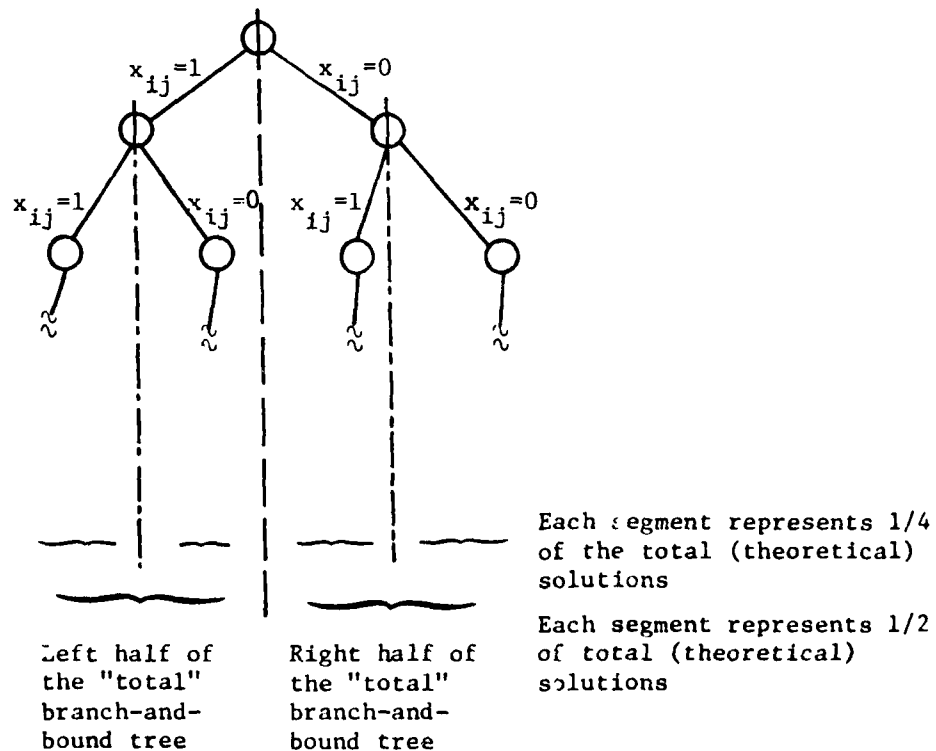 x_ij=1
x_ij=0
x_ij=1
x_ij=0
x_ij=1
x_ij=0
Each segment represents 1/4
of the total (theoretical)
solutions
Each segment represents 1/2
of total (theoretical)
solutions
Left half of
the "total"
branch-and-
bound tree
Right half of
the "total"
branch-and-
bound tree